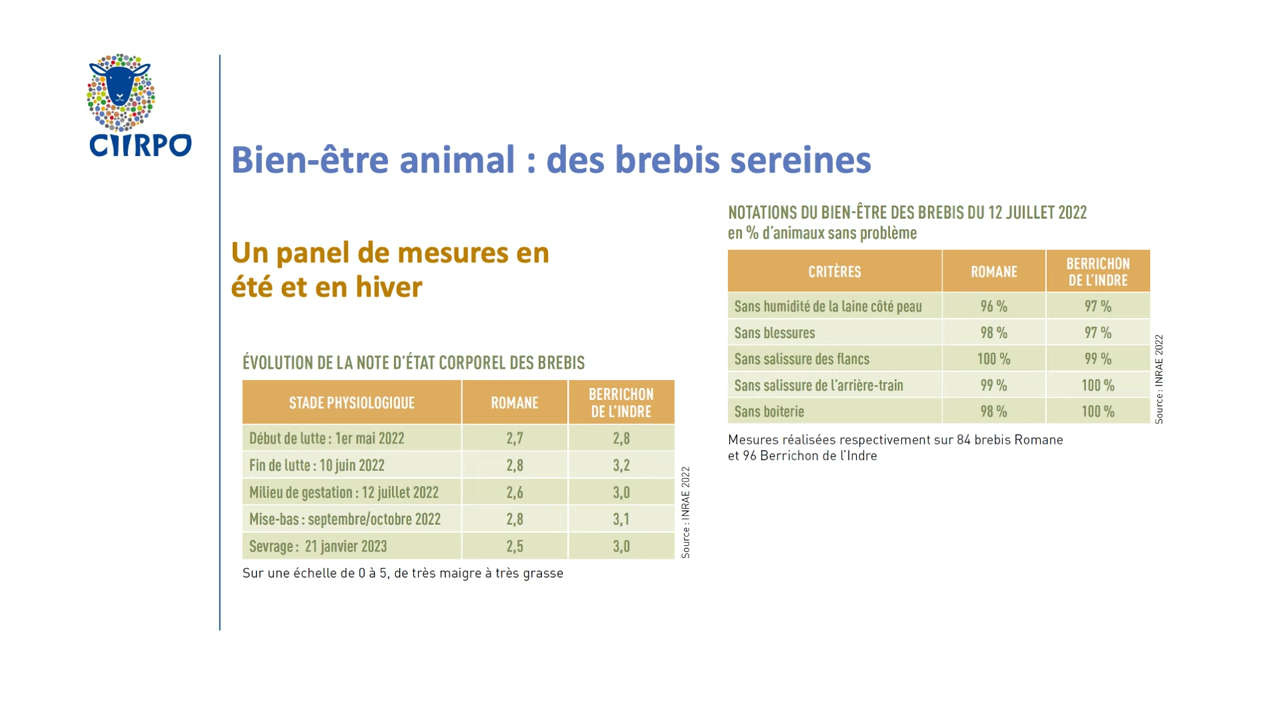 CIIRPO
Bien-être animal : des brebis sereines
Un panel de mesures en
été et en hiver
ÉVOLUTION DE LA NOTE D'ÉTAT CORPOREL DES BREBIS
STADE PHYSIOLOGIQUE ROMANE BERRICHON DE L'INDRE
Début de lutte : 1er mai 2022 2,7 2,8
Fin de lutte : 10 juin 2022 2,8 3,2
Milieu de gestation : 12 juillet 2022 2,6 3,0
Mise-bas : septembre/octobre 2022 2,8 3,1
Sevrage : 21 janvier 2023 2,5 3,0
Source : INRAE 2022
Sur une échelle de 0 à 5, de très maigre à très grasse
NOTATIONS DU BIEN-ÊTRE DES BREBIS DU 12 JUILLET 2022
en % d'animaux sans problème
CRITÈRES ROMANE BERRICHON DE L'INDRE
Sans humidité de la laine côté peau 96 % 97 %
Sans blessures 98 % 97 %
Sans salissure des flancs 100 % 99 %
Sans salissure de l'arrière-train 99 % 100 %
Sans boiterie 98 % 100 %
Source : INRAE 2022
Mesures réalisées respectivement sur 84 brebis Romane
et 96 Berrichon de l'Indre